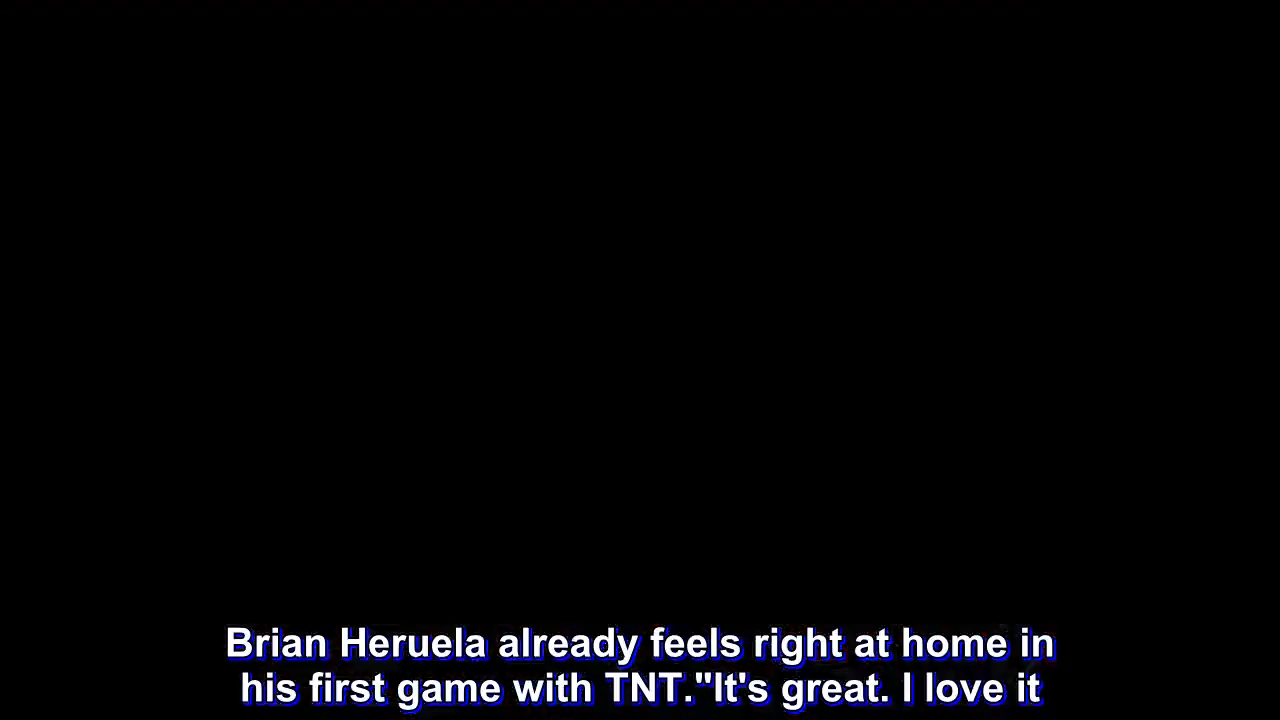 Brian Heruela already feels right at home in
his first game with TNT."It's great. I love it